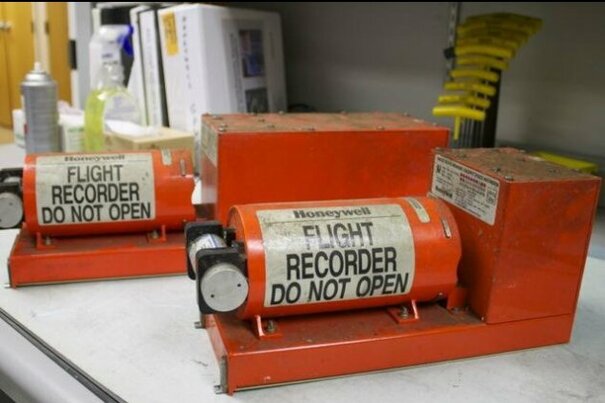 Honeywell
FLIGHT
RECORDER
DO NOT OPEN
Honeywell
FLIGHT
RECORDER
DO NOT OPEN